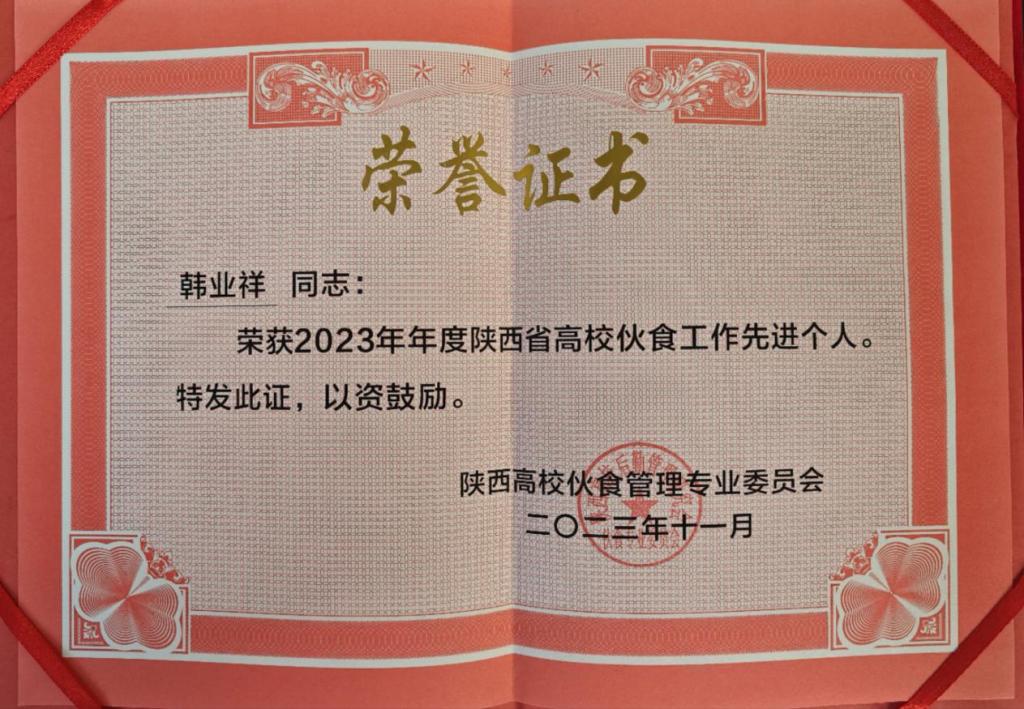 荣誉证书
韩业祥 同志：
荣获2023年年度陕西省高校伙食工作先进个人。
特发此证，以资鼓励。
陕西高校伙食管理专业委员会
二〇二三年十一月